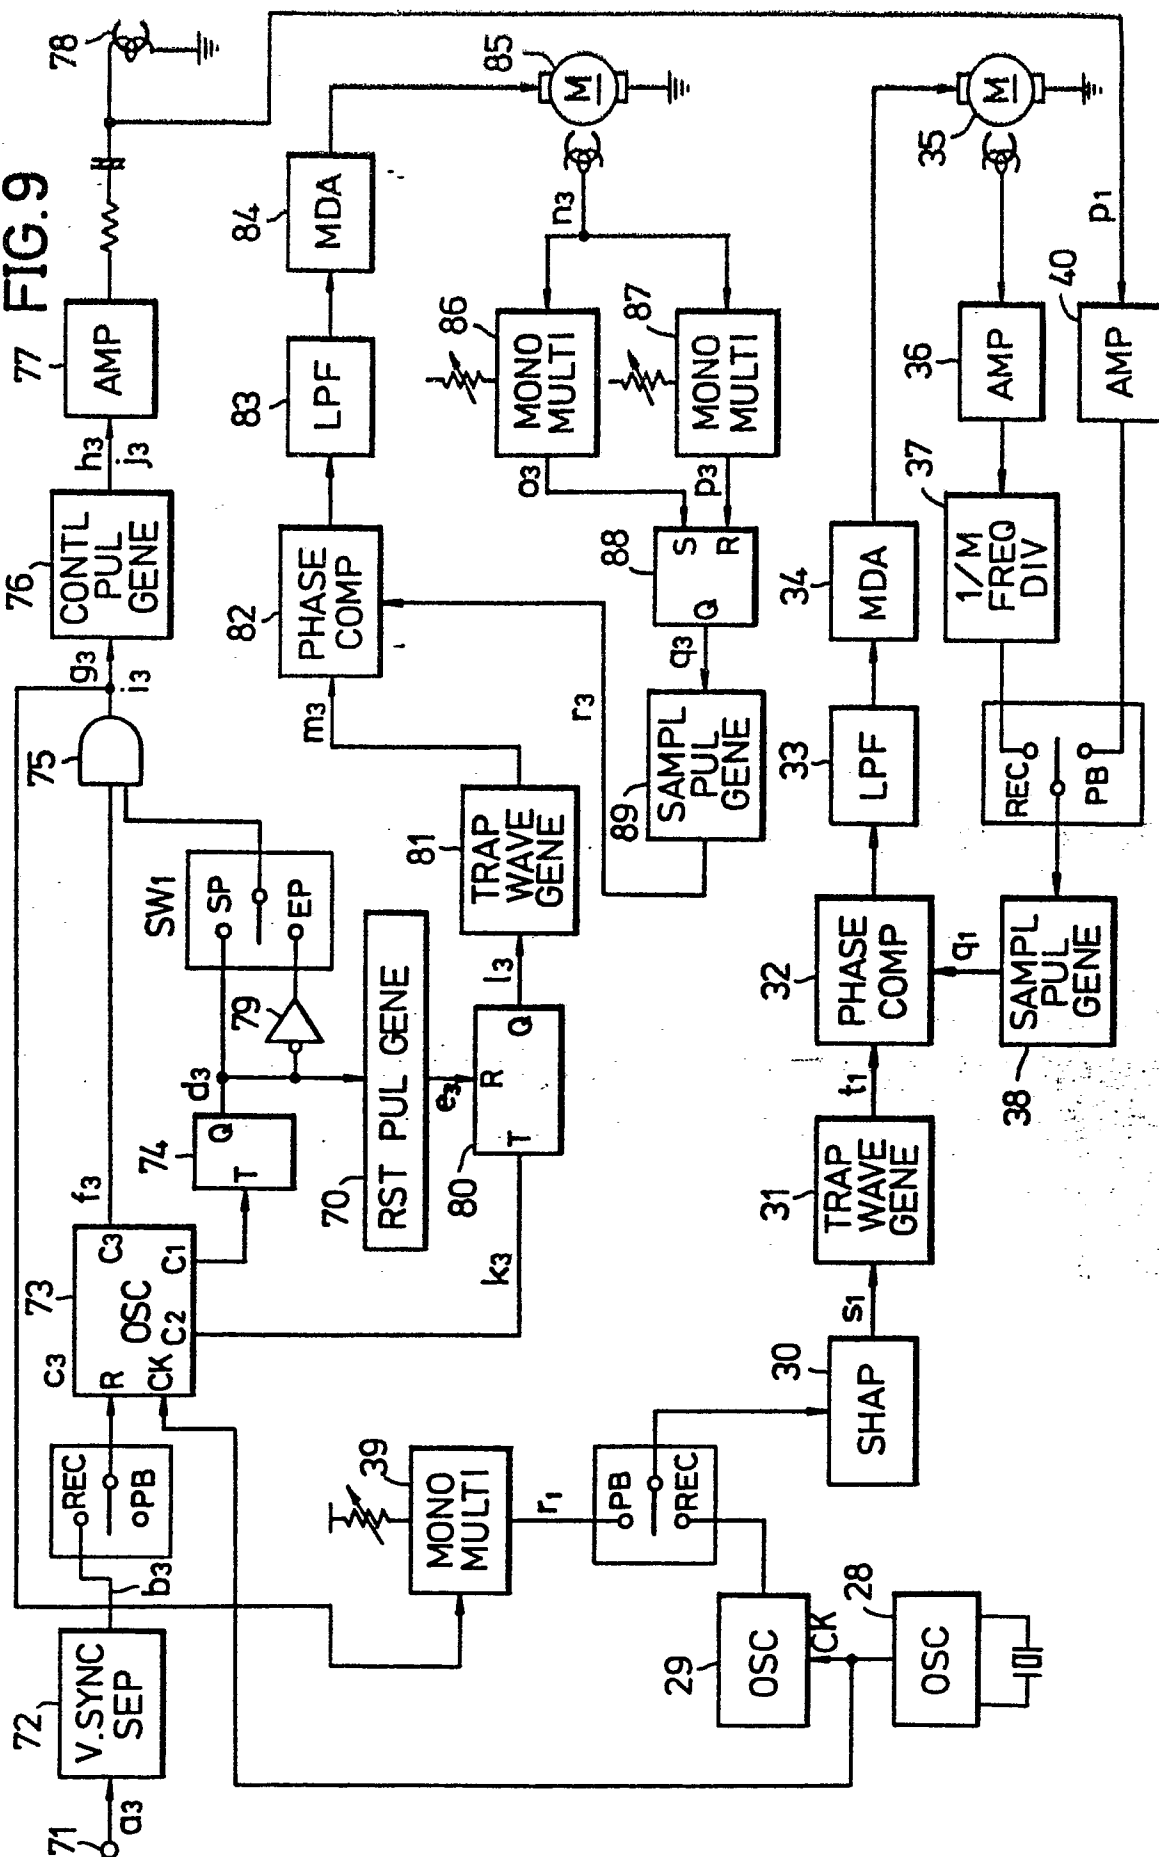 FIG.9
71
a3
72
V.SYNC
SEP
b3
REC
PB
c3
73
R
CK
OSC
C3
C1
C2
f3
75
g3
i3
76
CONTL
PUL
GENE
h3
j3
77
AMP
78
74
T
Q
d3
79
SW1
SP
EP
70
RST PUL GENE
e3
k3
80
T
R
Q
l3
81
TRAP
WAVE
GENE
m3
82
PHASE
COMP
83
LPF
84
MDA
85
M
n3
86
MONO
MULTI
87
MONO
MULTI
o3
p3
88
S
R
Q
q3
89
SAMPL
PUL
GENE
r3
39
MONO
MULTI
r1
PB
REC
28
OSC
29
OSC
CK
30
SHAP
s1
31
TRAP
WAVE
GENE
t1
32
PHASE
COMP
q1
33
LPF
34
MDA
35
M
36
AMP
37
1/M
FREQ
DIV
REC
PB
38
SAMPL
PUL
GENE
40
AMP
p1